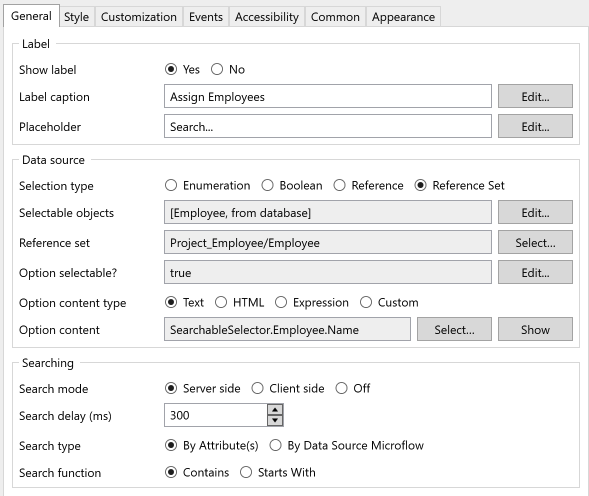 General Style Customization Events Accessibility Common Appearance
Label
Show label Yes No
Label caption Assign Employees Edit...
Placeholder Search... Edit...
Data source
Selection type Enumeration Boolean Reference Reference Set
Selectable objects [Employee, from database] Edit...
Reference set Project_Employee/Employee Select...
Option selectable? true Edit...
Option content type Text HTML Expression Custom
Option content SearchableSelector.Employee.Name Select... Show
Searching
Search mode Server side Client side Off
Search delay (ms) 300
Search type By Attribute(s) By Data Source Microflow
Search function Contains Starts With